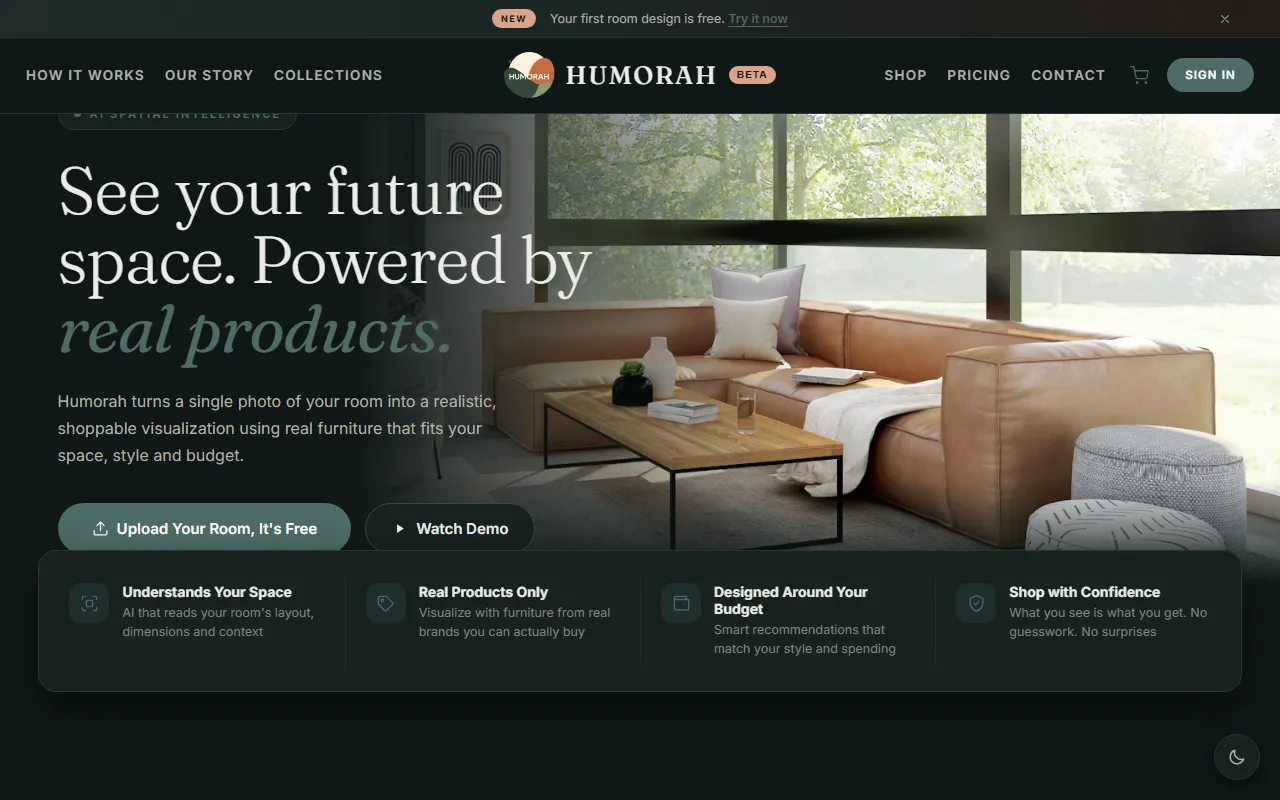 NEW Your first room design is free. Try it now
HOW IT WORKS OUR STORY COLLECTIONS
HUMORAH HUMORAH BETA
SHOP PRICING CONTACT SIGN IN
AI SPATIAL INTELLIGENCE
See your future
space. Powered by
real products.
Humorah turns a single photo of your room into a realistic,
shoppable visualization using real furniture that fits your
space, style and budget.
Upload Your Room, It's Free Watch Demo
Understands Your Space
AI that reads your room's layout,
dimensions and context
Real Products Only
Visualize with furniture from real
brands you can actually buy
Designed Around Your
Budget
Smart recommendations that
match your style and spending
Shop with Confidence
What you see is what you get. No
guesswork. No surprises